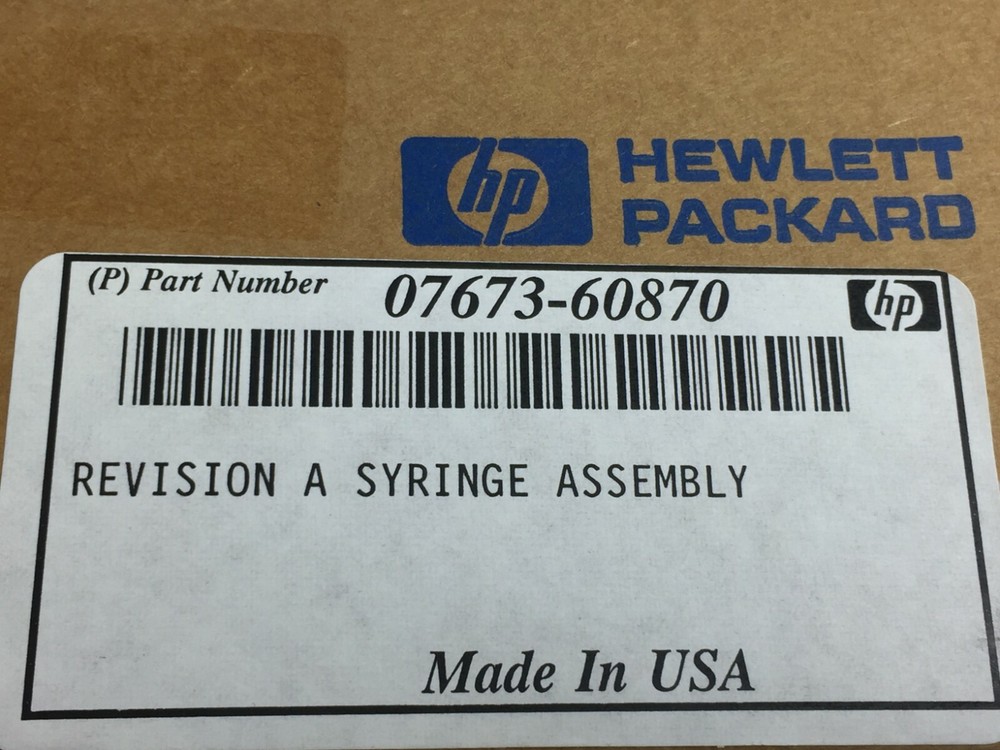 hp HEWLETT
PACKARD
(P) Part Number 07673-60870 hp
REVISION A SYRINGE ASSEMBLY
Made In USA